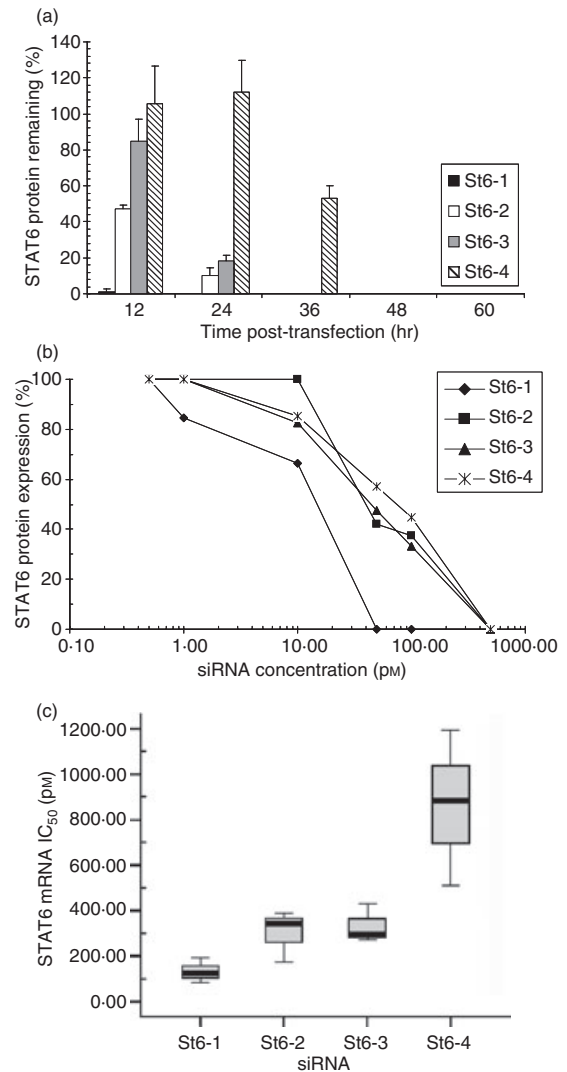 (a)
STAT6 protein remaining (%)
140
120
100
80
60
40
20
0
12 24 36 48 60
Time post-transfection (hr)
St6-1
St6-2
St6-3
St6-4
(b)
STAT6 protein expression (%)
100
80
60
40
20
0
0·10 1·00 10·00 100·00 1000·00
siRNA concentration (pM)
St6-1
St6-2
St6-3
St6-4
(c)
STAT6 mRNA IC50 (pM)
1200·00
1000·00
800·00
600·00
400·00
200·00
0·00
St6-1 St6-2 St6-3 St6-4
siRNA